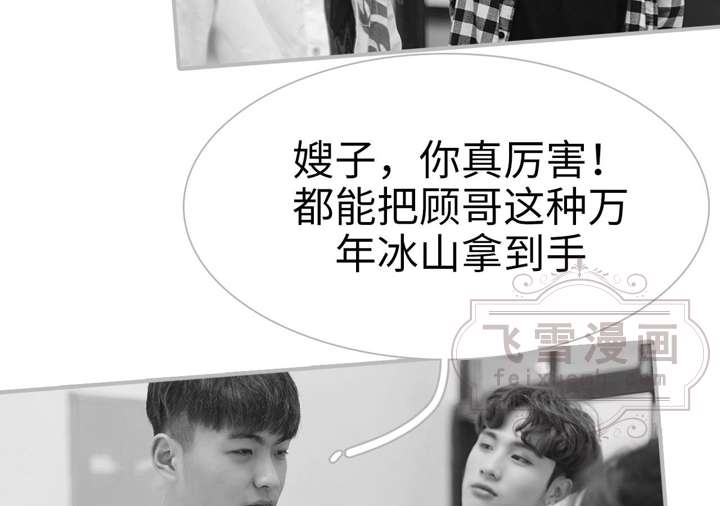 嫂子，你真厉害！
都能把顾哥这种万
年冰山拿到手
飞雪漫画